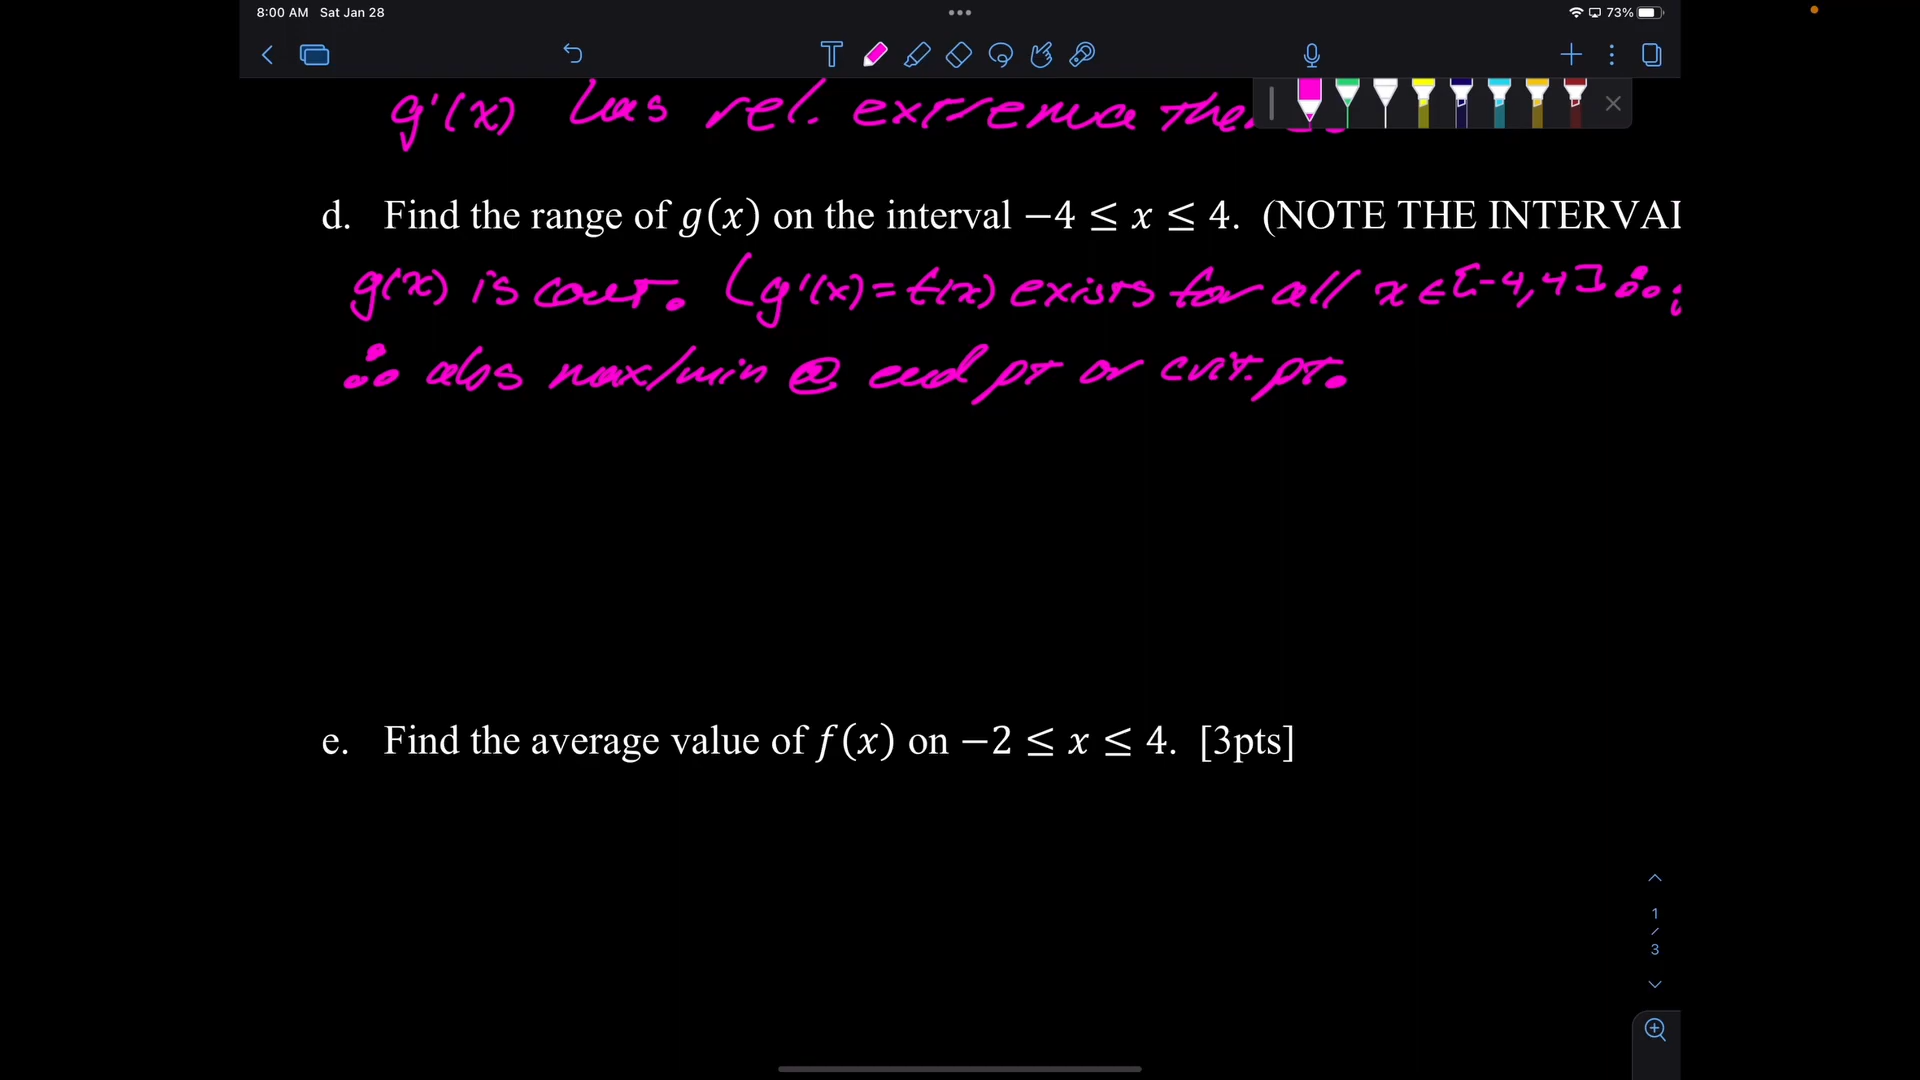 8:00 AM Sat Jan 28
73%
g'(x) has rel. extrema
d. Find the range of g(x) on the interval −4 ≤ x ≤ 4. (NOTE THE INTERVAL
g(x) is cont. (g'(x)=f(x) exists for all x∈[-4,4] ∴
∴ abs max/min @ end pt or crit. pt.
e. Find the average value of f(x) on −2 ≤ x ≤ 4. [3pts]
1
/
3